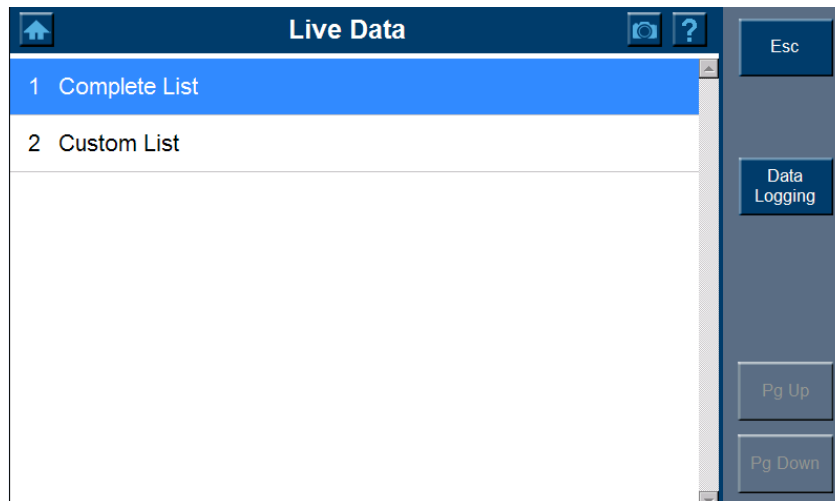 Live Data
?
Esc
1 Complete List
2 Custom List
Data
Logging
Pg Up
Pg Down